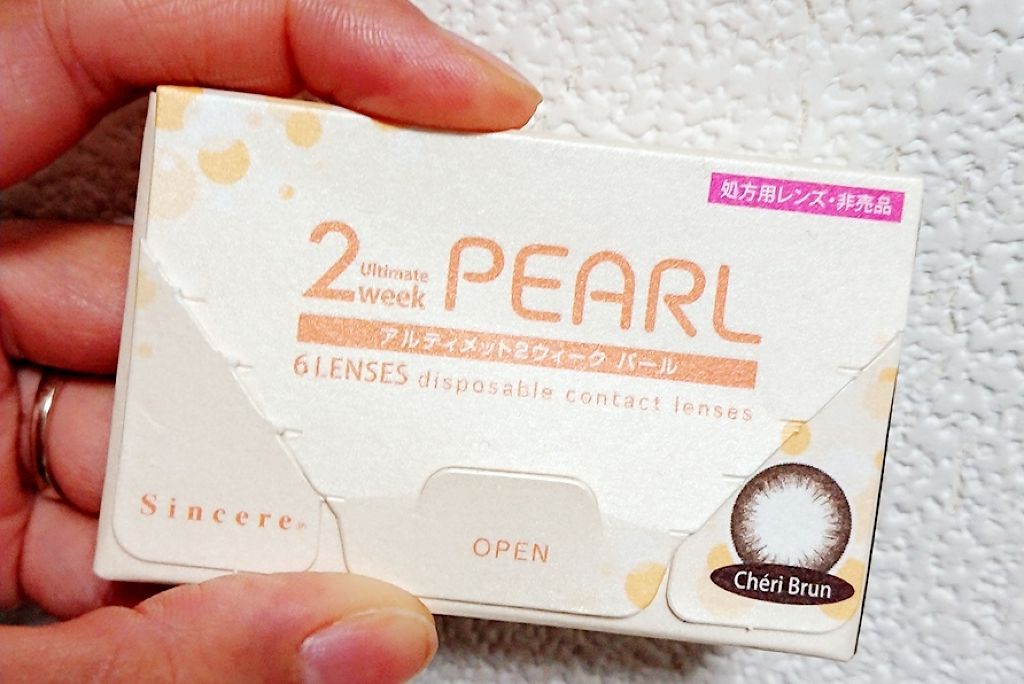 処方用レンズ・非売品
2 Ultimate week PEARL
アルティメット2ウィーク パール
6 LENSES disposable contact lenses
Sincere
OPEN
Chéri Brun